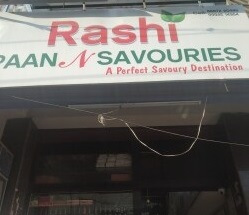 Rashi
PAAN N SAVOURIES
A Perfect Savoury Destination